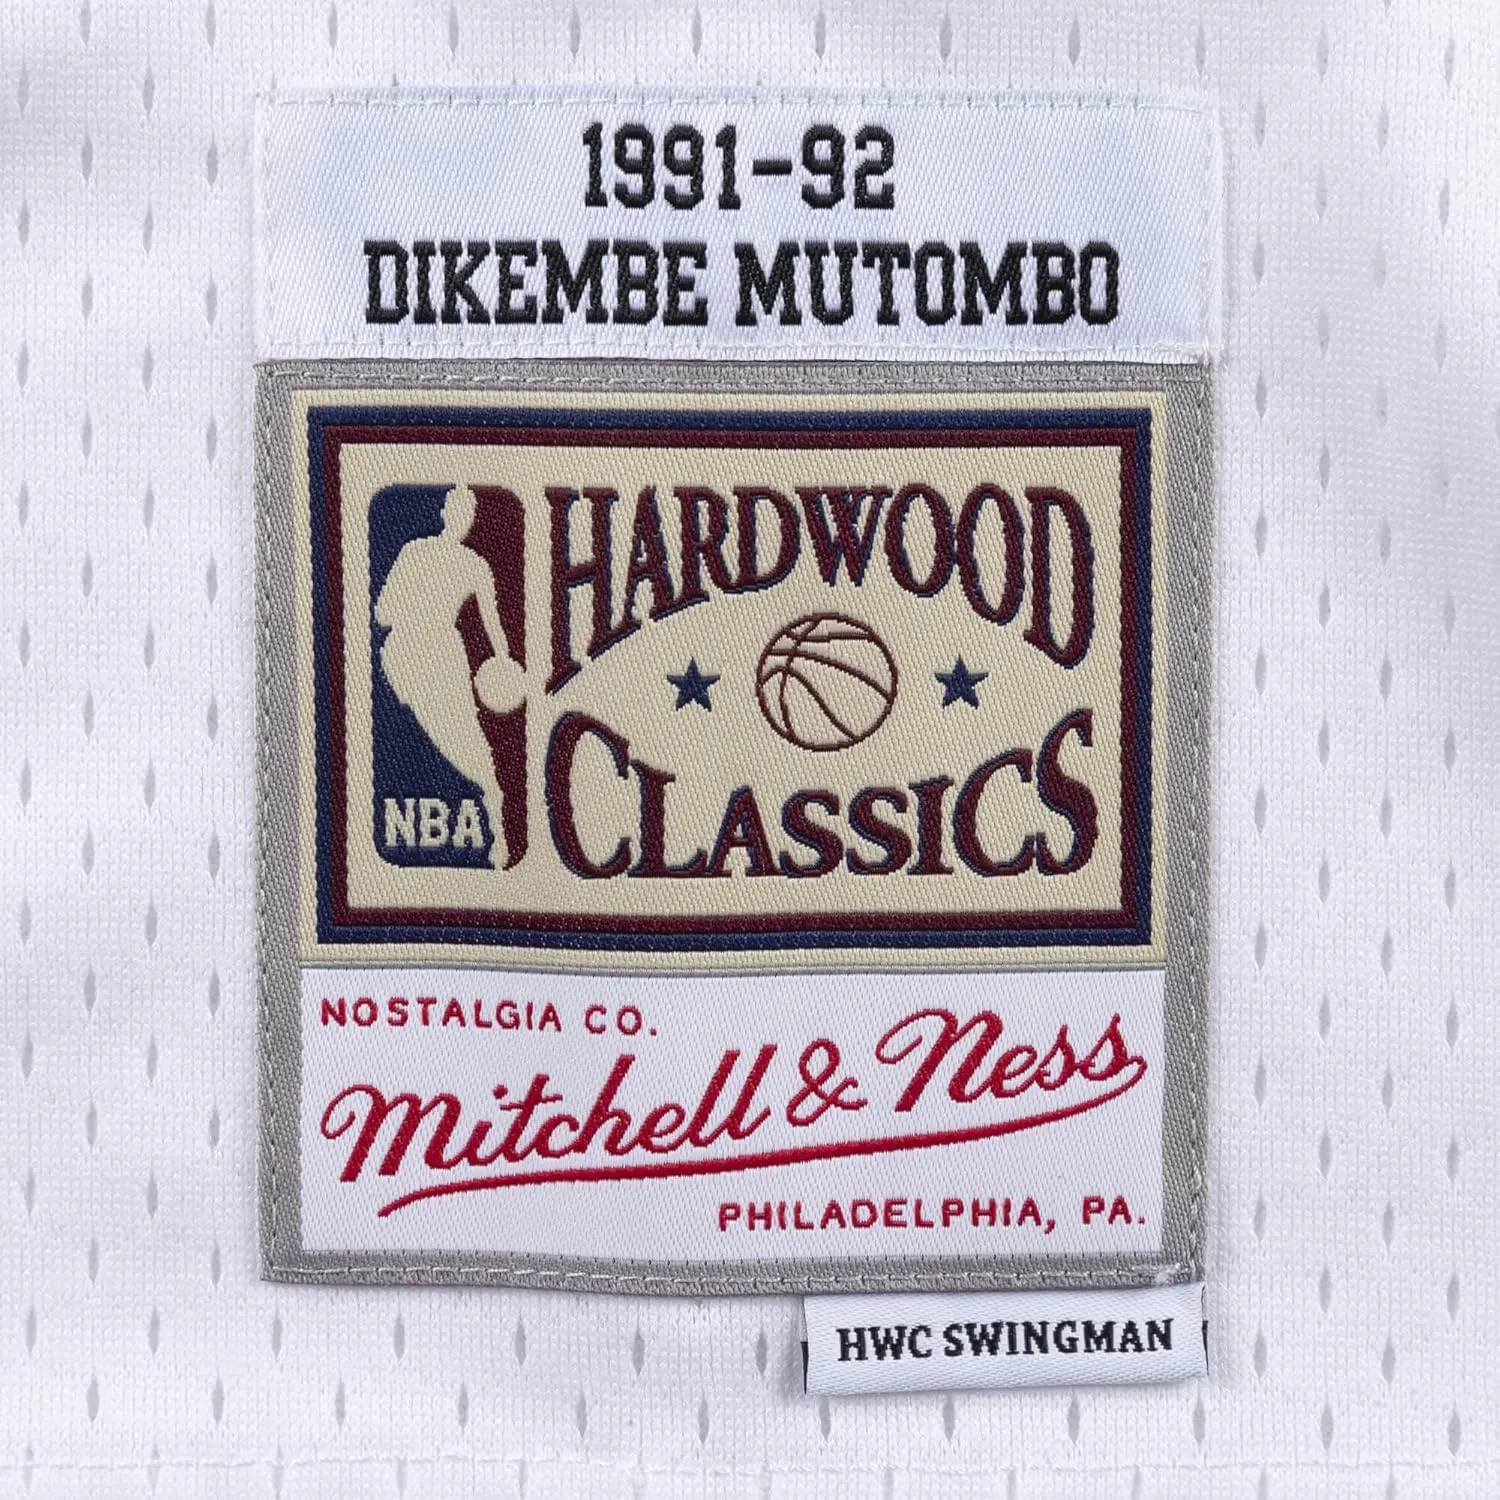 1991-92
DIKEMBE MUTOMBO
HARDWOOD
CLASSICS
NBA
NOSTALGIA CO.
Mitchell & Ness
PHILADELPHIA, PA.
HWC SWINGMAN